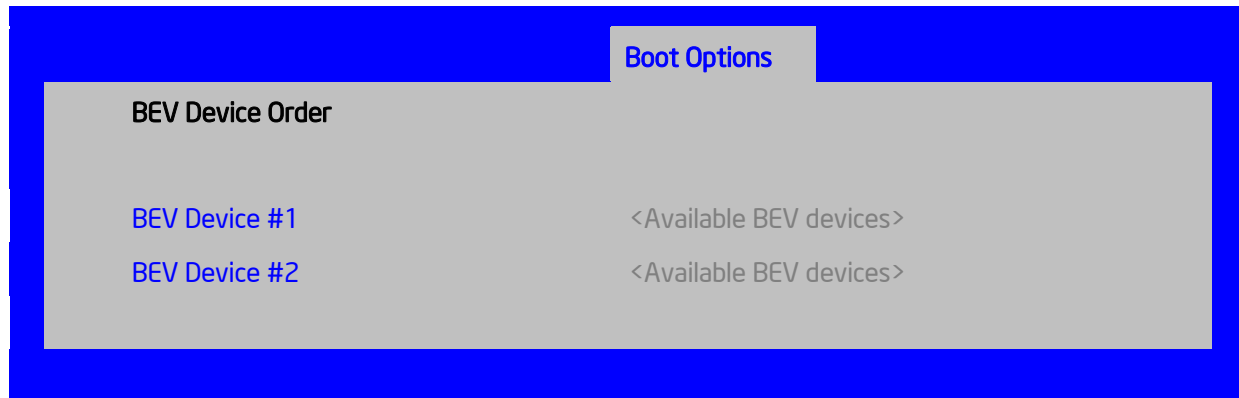 Boot Options
BEV Device Order
BEV Device #1 <Available BEV devices>
BEV Device #2 <Available BEV devices>